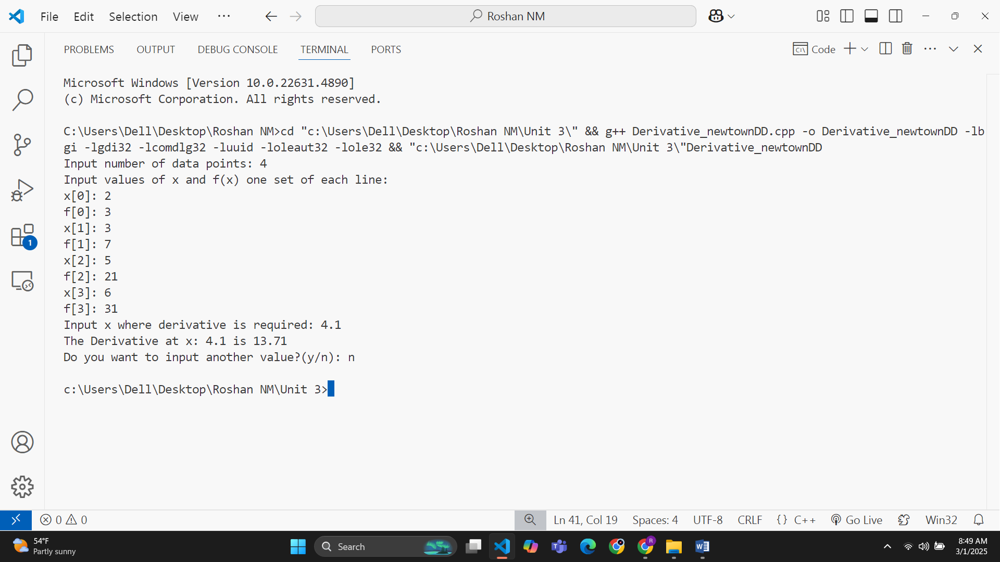 File Edit Selection View ... Roshan NM
PROBLEMS OUTPUT DEBUG CONSOLE TERMINAL PORTS Code
Microsoft Windows [Version 10.0.22631.4890]
(c) Microsoft Corporation. All rights reserved.
C:\Users\Dell\Desktop\Roshan NM>cd "c:\Users\Dell\Desktop\Roshan NM\Unit 3\" && g++ Derivative_newtownDD.cpp -o Derivative_newtownDD -lb
gi -lgdi32 -lcomdlg32 -luuid -loleaut32 -lole32 && "c:\Users\Dell\Desktop\Roshan NM\Unit 3\"Derivative_newtownDD
Input number of data points: 4
Input values of x and f(x) one set of each line:
x[0]: 2
f[0]: 3
x[1]: 3
f[1]: 7
x[2]: 5
f[2]: 21
x[3]: 6
f[3]: 31
Input x where derivative is required: 4.1
The Derivative at x: 4.1 is 13.71
Do you want to input another value?(y/n): n
c:\Users\Dell\Desktop\Roshan NM\Unit 3>
1
0 0 Ln 41, Col 19 Spaces: 4 UTF-8 CRLF {} C++ Go Live Win32
54°F
Partly sunny
Search
R
8:49 AM
3/1/2025